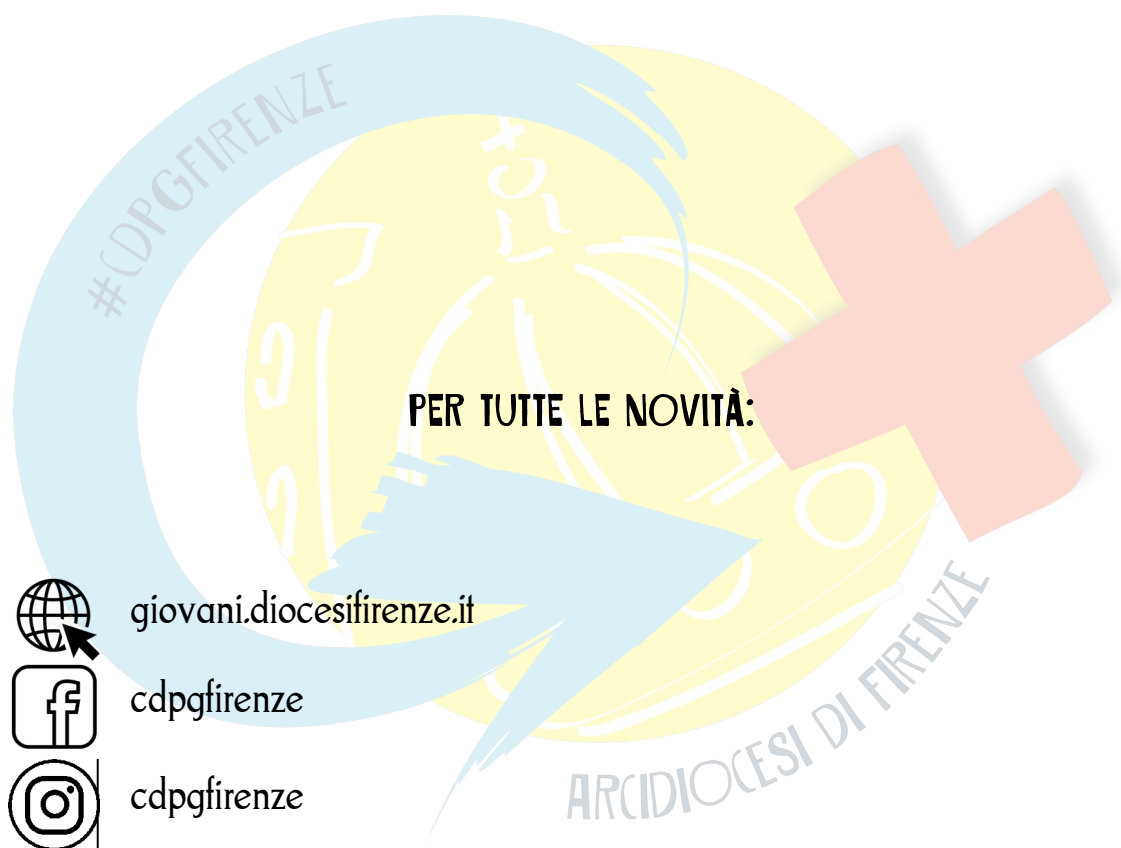 #CDPGFIRENZE
PER TUTTE LE NOVITÀ:
giovani.diocesifirenze.it
cdpgfirenze
cdpgfirenze
ARCIDIOCESI DI FIRENZE